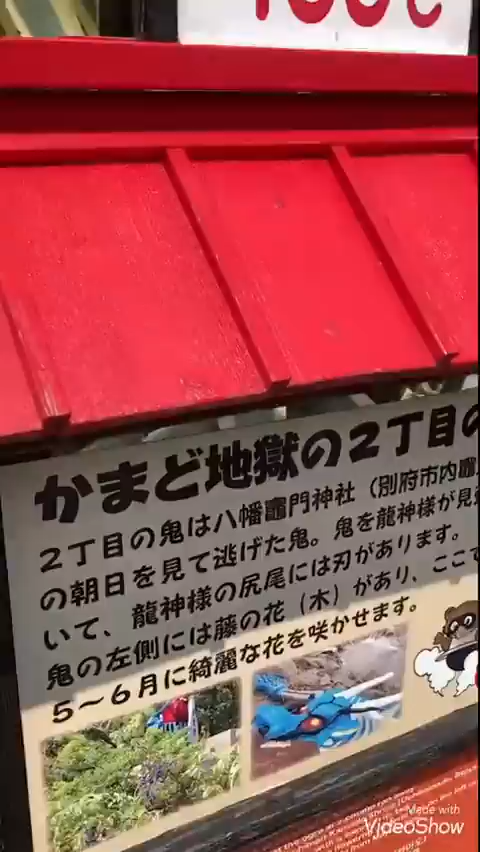 100℃
かまど地獄の2丁目の
2丁目の鬼は八幡竈門神社（別府市内竈
の朝日を見て逃げた鬼。鬼を龍神様が見
いて、龍神様の尻尾には刃があります。
鬼の左側には藤の花（木）があり、ここで
5〜6月に綺麗な花を咲かせます。
Made with
VideoShow